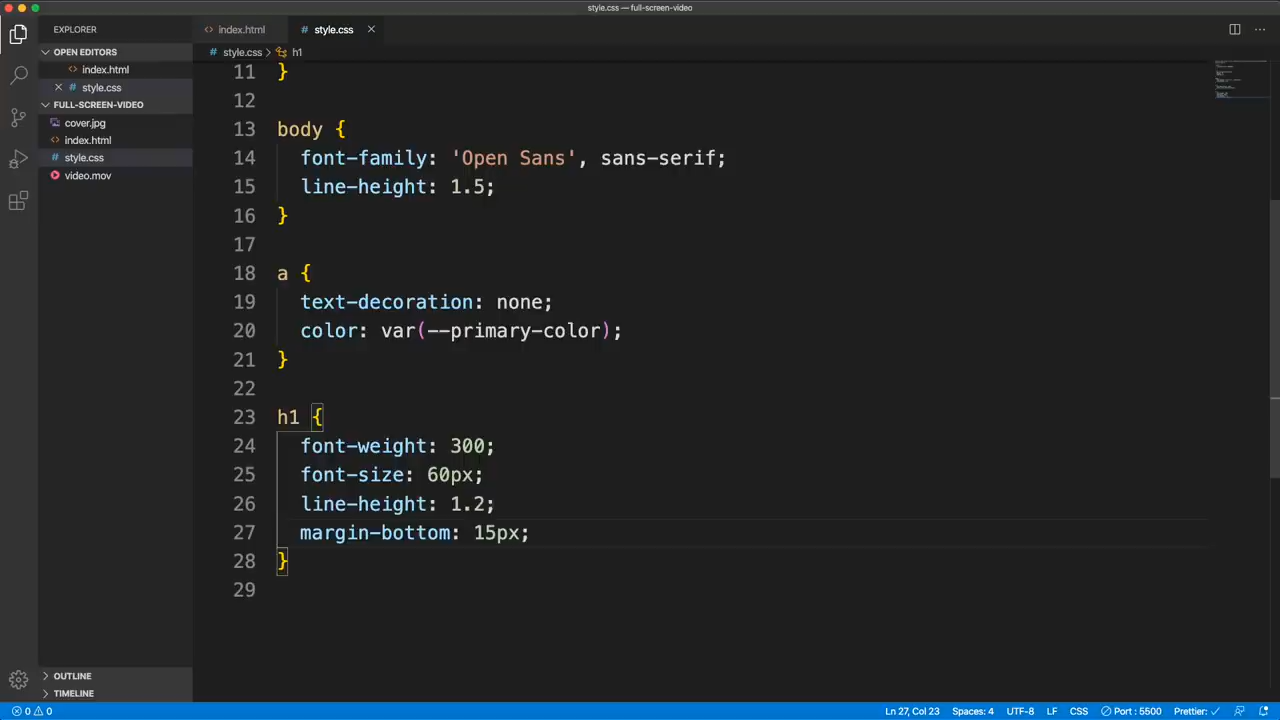 style.css — full-screen-video
EXPLORER
OPEN EDITORS
index.html
style.css
FULL-SCREEN-VIDEO
cover.jpg
index.html
style.css
video.mov
OUTLINE
TIMELINE
index.html
style.css
style.css > h1
11 }
12
13 body {
14 font-family: 'Open Sans', sans-serif;
15 line-height: 1.5;
16 }
17
18 a {
19 text-decoration: none;
20 color: var(--primary-color);
21 }
22
23 h1 {
24 font-weight: 300;
25 font-size: 60px;
26 line-height: 1.2;
27 margin-bottom: 15px;
28 }
29
0 0
Ln 27, Col 23 Spaces: 4 UTF-8 LF CSS Port : 5500 Prettier: ✓